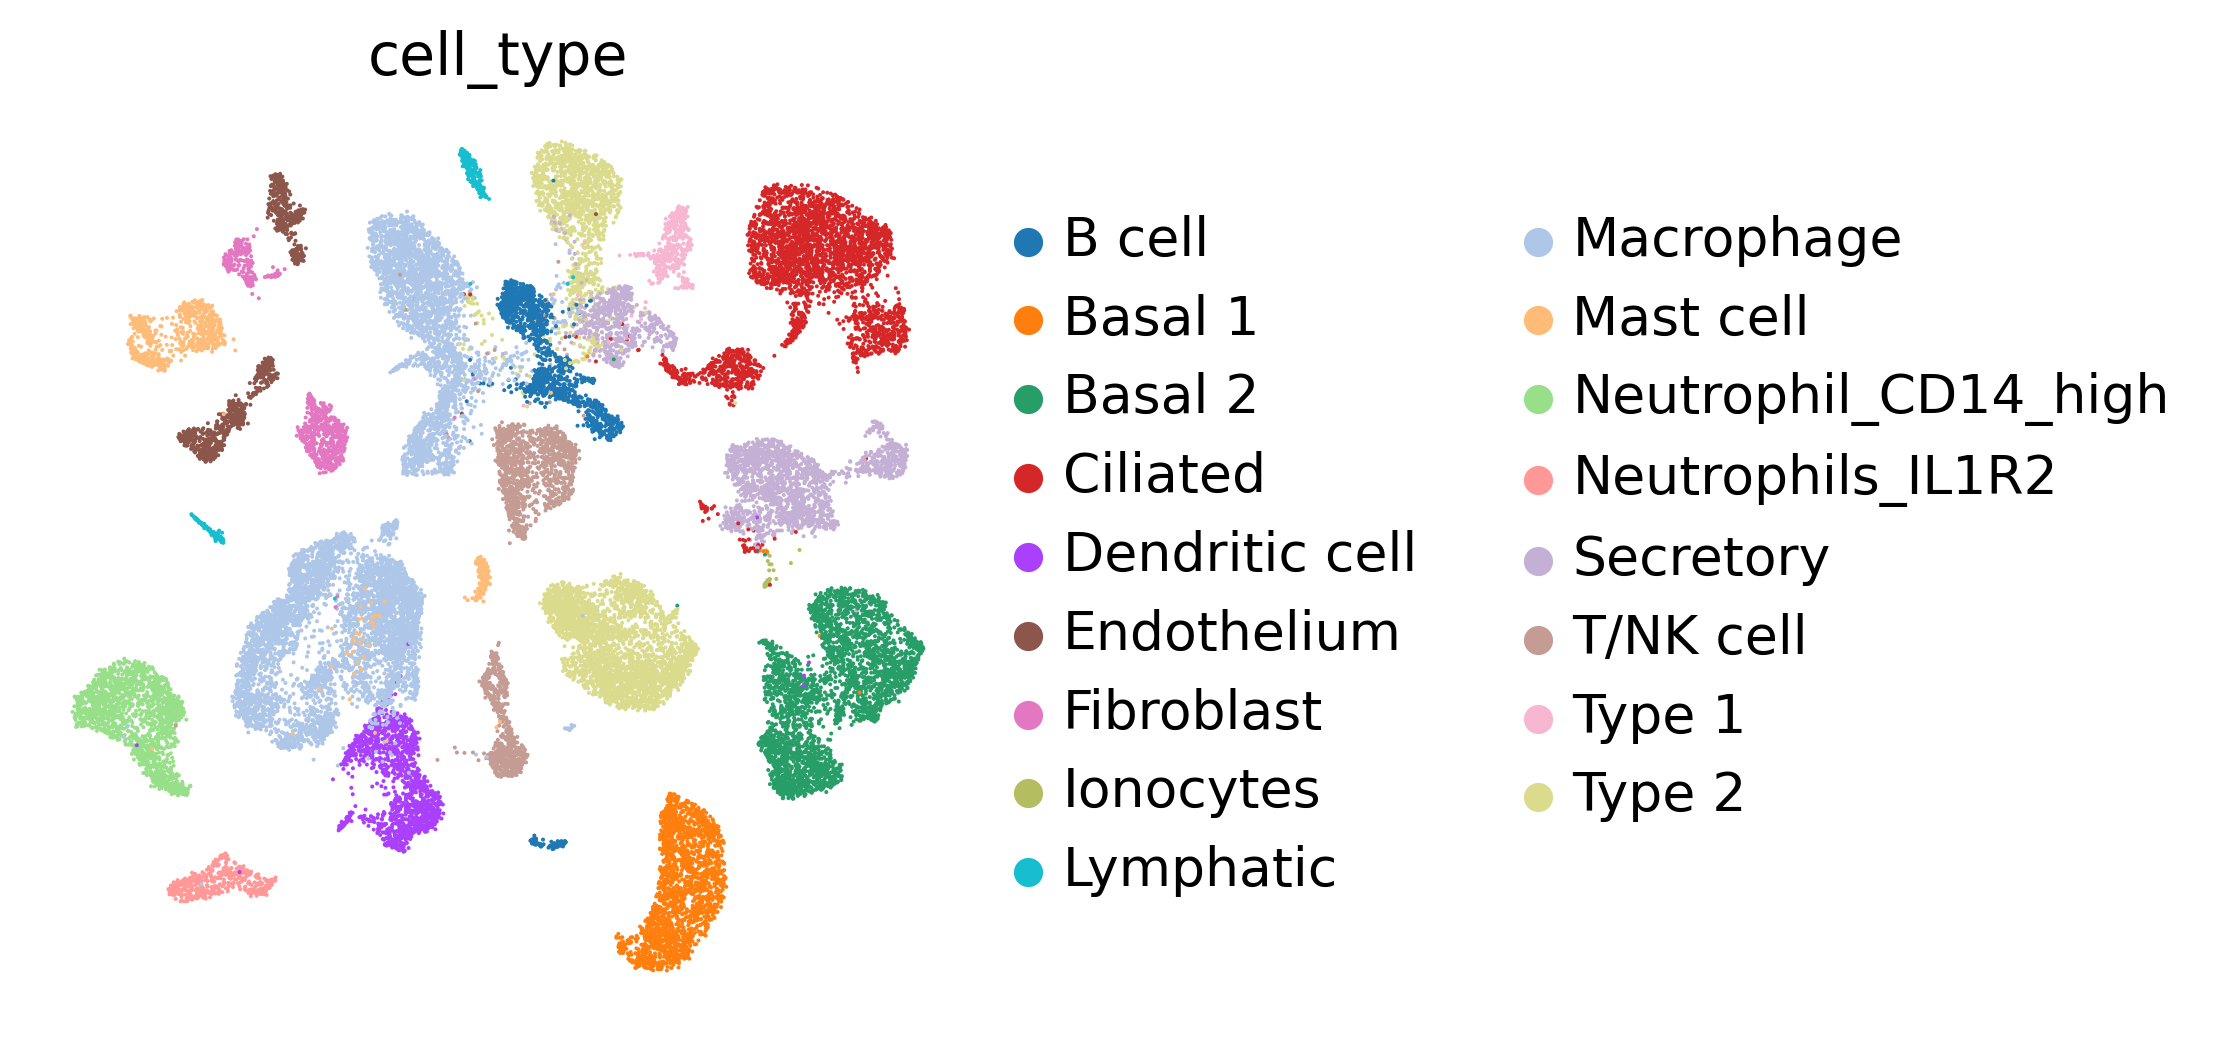 cell_type
B cell
Basal 1
Basal 2
Ciliated
Dendritic cell
Endothelium
Fibroblast
Ionocytes
Lymphatic
Macrophage
Mast cell
Neutrophil_CD14_high
Neutrophils_IL1R2
Secretory
T/NK cell
Type 1
Type 2